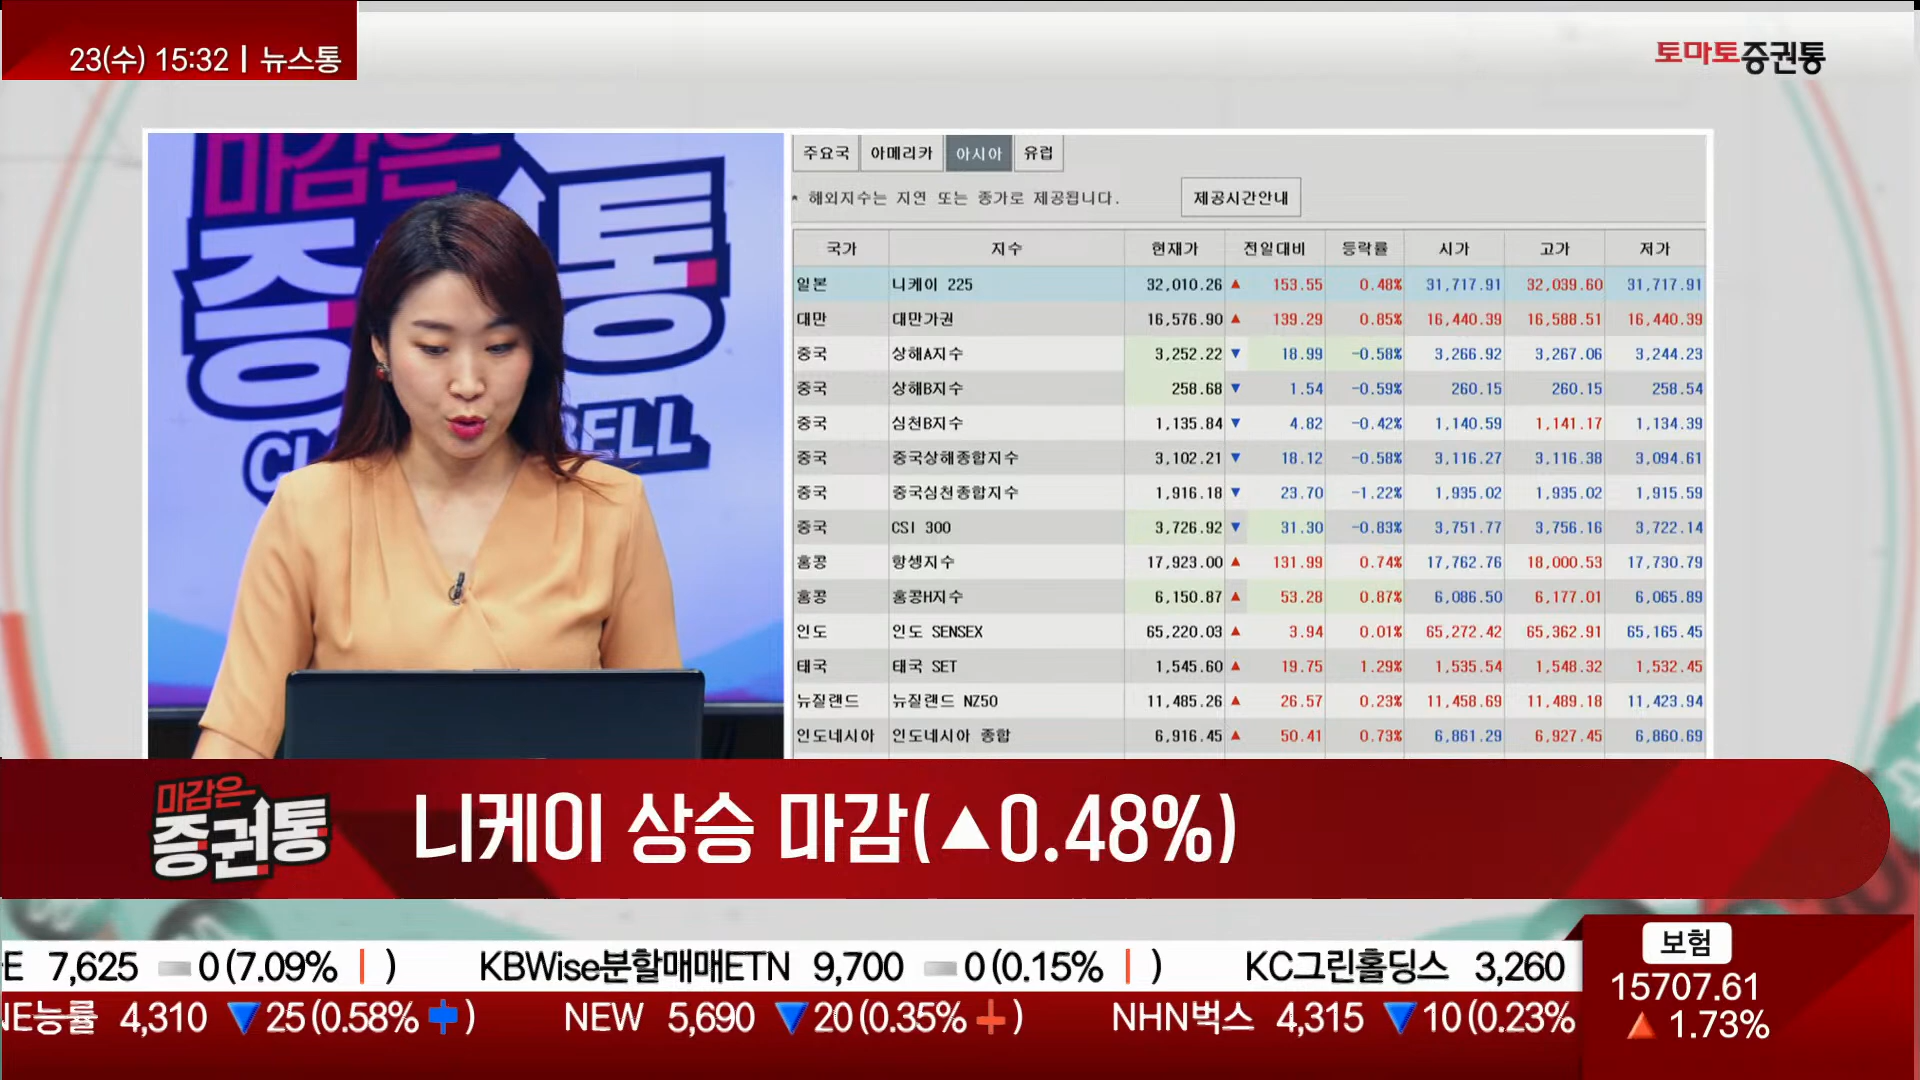 23(수) 15:32 | 뉴스통
토마토증권통
마감은
증 통
CL BELL
주요국 아메리카 아시아 유럽
해외지수는 지연 또는 종가로 제공됩니다. 제공시간안내
국가 지수 현재가 전일대비 등락률 시가 고가 저가
일본 니케이 225 32,010.26 ▲ 153.55 0.48% 31,717.91 32,039.60 31,717.91
대만 대만가권 16,576.90 ▲ 139.29 0.85% 16,440.39 16,588.51 16,440.39
중국 상해A지수 3,252.22 ▼ 18.99 -0.58% 3,266.92 3,267.06 3,244.23
중국 상해B지수 258.68 ▼ 1.54 -0.59% 260.15 260.15 258.54
중국 심천B지수 1,135.84 ▼ 4.82 -0.42% 1,140.59 1,141.17 1,134.39
중국 중국상해종합지수 3,102.21 ▼ 18.12 -0.58% 3,116.27 3,116.38 3,094.61
중국 중국심천종합지수 1,916.18 ▼ 23.70 -1.22% 1,935.02 1,935.02 1,915.59
중국 CSI 300 3,726.92 ▼ 31.30 -0.83% 3,751.77 3,756.16 3,722.14
홍콩 항셍지수 17,923.00 ▲ 131.99 0.74% 17,762.76 18,000.53 17,730.79
홍콩 홍콩H지수 6,150.87 ▲ 53.28 0.87% 6,086.50 6,177.01 6,065.89
인도 인도 SENSEX 65,220.03 ▲ 3.94 0.01% 65,272.42 65,362.91 65,165.45
태국 태국 SET 1,545.60 ▲ 19.75 1.29% 1,535.54 1,548.32 1,532.45
뉴질랜드 뉴질랜드 NZ50 11,485.26 ▲ 26.57 0.23% 11,458.69 11,489.18 11,423.94
인도네시아 인도네시아 종합 6,916.45 ▲ 50.41 0.73% 6,861.29 6,927.45 6,860.69
마감은
증권통
니케이 상승 마감(▲0.48%)
E 7,625 0(7.09% | ) KBWise분할매매ETN 9,700 0(0.15% | ) KC그린홀딩스 3,260
NE능률 4,310 ▼25(0.58%+) NEW 5,690 ▼20(0.35%+) NHN벅스 4,315 ▼10(0.23%
보험
15707.61
▲ 1.73%